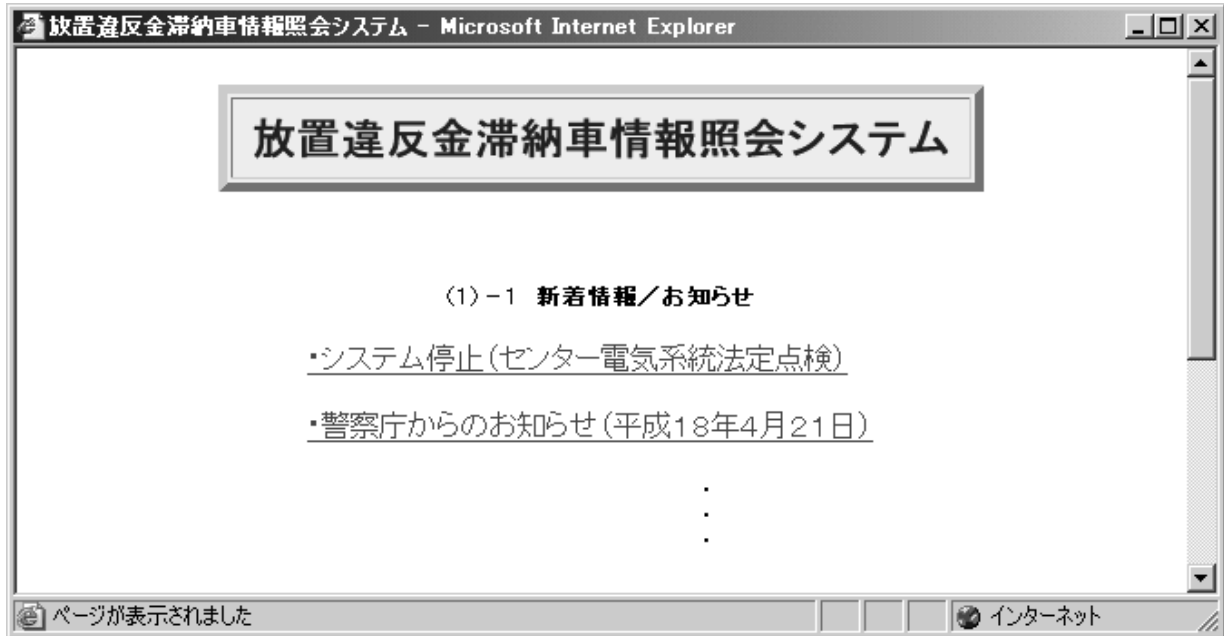 放置違反金滞納車情報照会システム - Microsoft Internet Explorer
放置違反金滞納車情報照会システム
(1)-1 新着情報／お知らせ
・システム停止(センター電気系統法定点検)
・警察庁からのお知らせ(平成18年4月21日)
ページが表示されました
インターネット